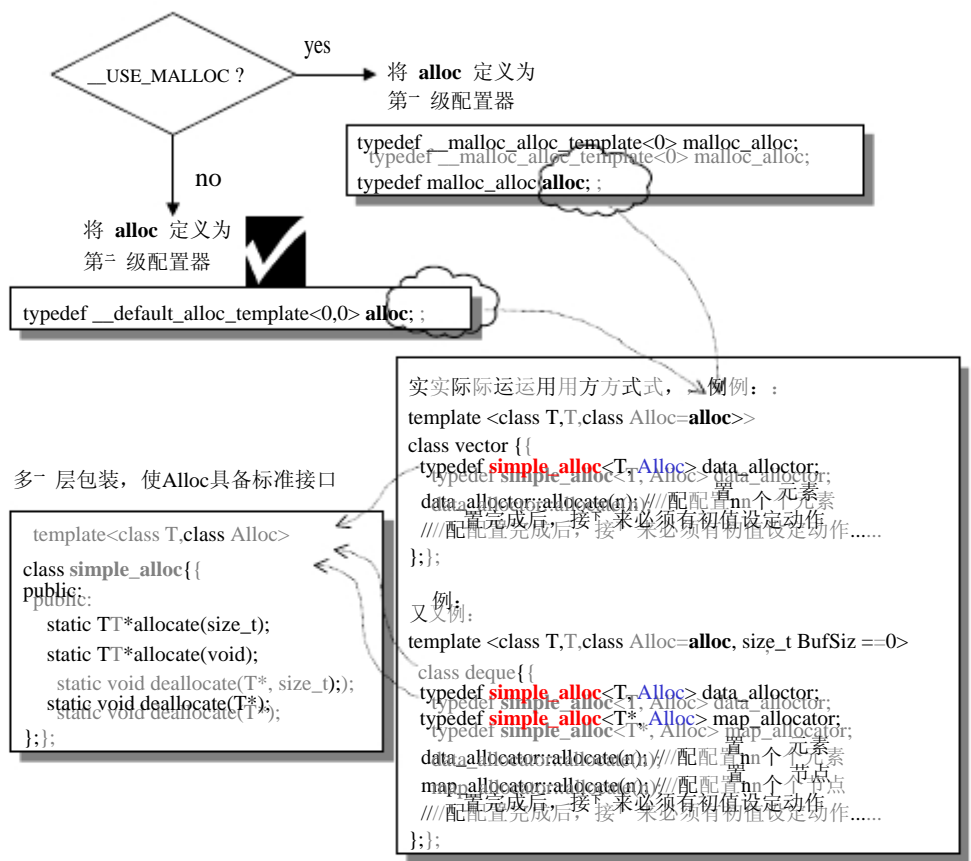 yes
__USE_MALLOC ?
将 alloc 定义为
第一 级配置器
typedef __malloc_alloc_template<0> malloc_alloc;
typedef malloc_alloc alloc;
no
将 alloc 定义为
第二 级配置器
typedef __default_alloc_template<0,0> alloc;
实际运用方式，例：
template <class T,class Alloc=alloc>
class vector {
typedef simple_alloc<T, Alloc> data_alloctor;
data_alloctor::allocate(n); //配置n个 元素
//配置完成后，接下 来必须有初值设定动作...
};
又例：
template <class T,class Alloc=alloc, size_t BufSiz =0>
class deque{
typedef simple_alloc<T, Alloc> data_alloctor;
typedef simple_alloc<T*, Alloc> map_allocator;
data_allocator::allocate(n); //配置n个 元素
map_allocator::allocate(n); //配置n个 节点
//配置完成后，接下 来必须有初值设定动作...
};
多一 层包装，使Alloc具备标准接口
template<class T,class Alloc>
class simple_alloc{
public:
static T*allocate(size_t);
static T*allocate(void);
static void deallocate(T*, size_t);
static void deallocate(T*);
};